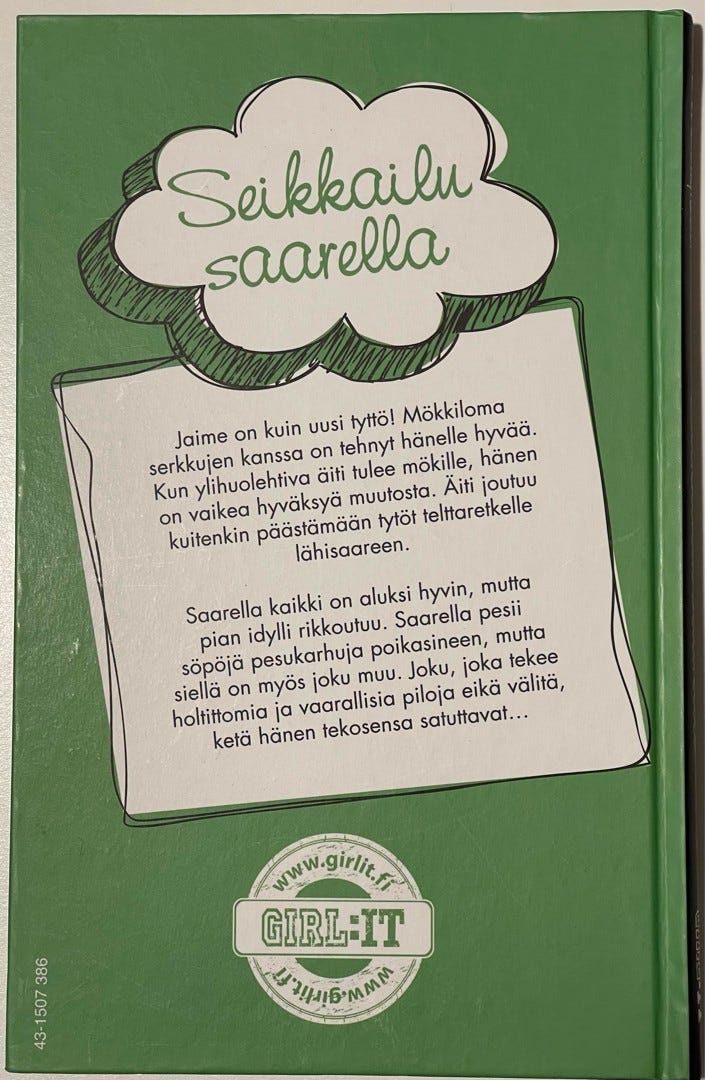 Seikkailu
saarella
Jaime on kuin uusi tyttö! Mökkiloma
serkkujen kanssa on tehnyt hänelle hyvää.
Kun ylihuolehtiva äiti tulee mökille, hänen
on vaikea hyväksyä muutosta. Äiti joutuu
kuitenkin päästämään tytöt telttaretkelle
lähisaareen.
Saarella kaikki on aluksi hyvin, mutta
pian idylli rikkoutuu. Saarella pesii
söpöjä pesukarhuja poikasineen, mutta
siellä on myös joku muu. Joku, joka tekee
holtittomia ja vaarallisia piloja eikä välitä,
ketä hänen tekosensa satuttavat...
www.girlit.fi
GIRL:IT
www.girlit.fi
43-1507 386